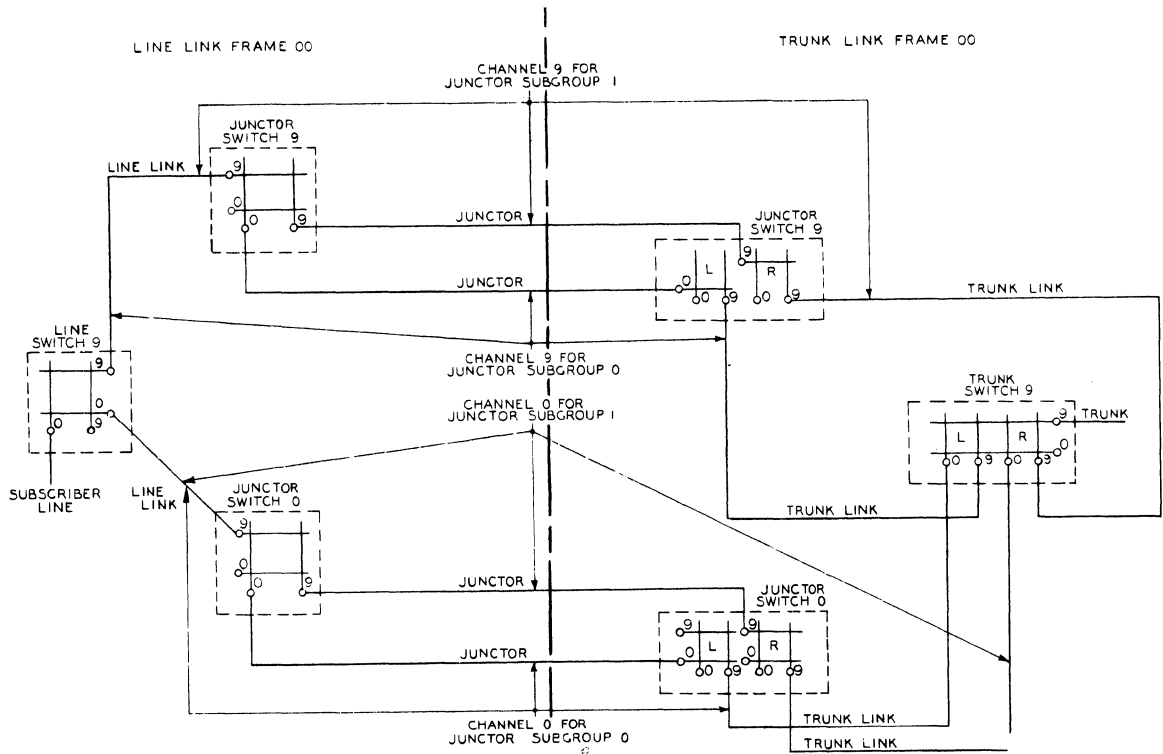 LINE LINK FRAME 00
TRUNK LINK FRAME 00
CHANNEL 9 FOR
JUNCTOR SUBGROUP 1
JUNCTOR
SWITCH 9
LINE LINK
9
0
0
9
JUNCTOR
JUNCTOR
SWITCH 9
9
L
R
0
0
9
0
9
JUNCTOR
TRUNK LINK
LINE
SWITCH 9
9
0
0
9
CHANNEL 9 FOR
JUNCTOR SUBGROUP 0
CHANNEL 0 FOR
JUNCTOR SUBGROUP 1
TRUNK
SWITCH 9
9
TRUNK
L
R
0
0
9
0
9
SUBSCRIBER
LINE
LINE
LINK
JUNCTOR
SWITCH 0
9
0
0
9
TRUNK LINK
JUNCTOR
JUNCTOR
SWITCH 0
9
9
L
R
0
0
0
9
0
9
JUNCTOR
CHANNEL 0 FOR
JUNCTOR SUBGROUP 0
TRUNK LINK
TRUNK LINK